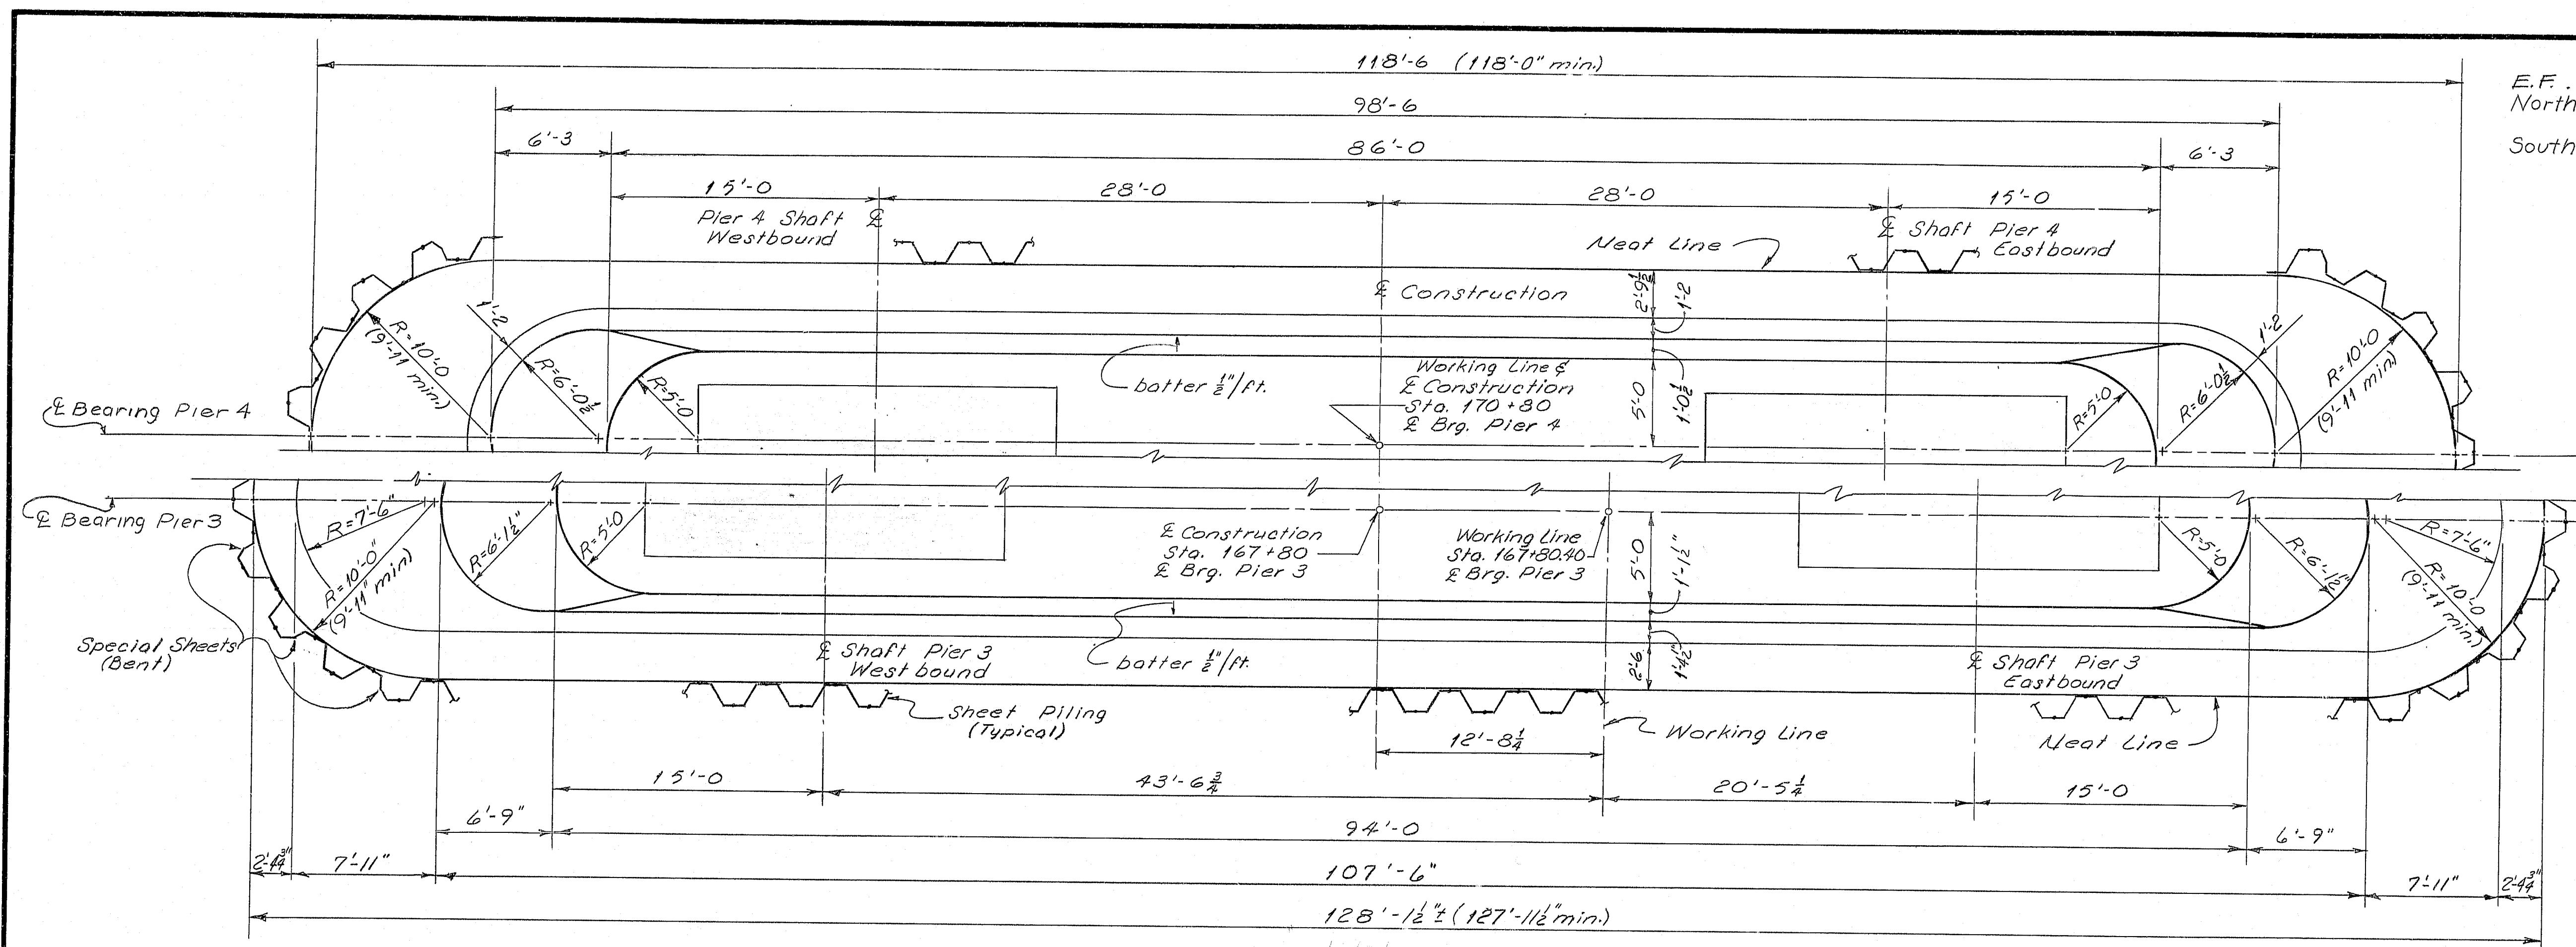 118'-6 (118'-0" min.)
E.F.
North
98'-6
6'-3
86'-0
6'-3
South
15'-0
28'-0
28'-0
15'-0
Pier 4 Shaft ℄
Westbound
℄ Shaft Pier 4
Eastbound
Neat Line
℄ Construction
2'-9½
1'-2
1'-2
R=10'-0
(9'-11 min.)
R=6'-0½
R=5'-0
batter ½"/ft.
Working Line &
℄ Construction
Sta. 170+80
℄ Brg. Pier 4
5'-0
1'-0½
R=5'-0
R=6'-0½
1'-2
R=10'-0
(9'-11 min.)
℄ Bearing Pier 4
℄ Bearing Pier 3
R=7'-6"
R=10'-0"
(9'-11" min)
R=6'-1½"
R=5'-0
℄ Construction
Sta. 167+80
℄ Brg. Pier 3
Working Line
Sta. 167+80.40
℄ Brg. Pier 3
5'-0
1'-1½"
R=5'-0
R=6'-1½"
R=7'-6"
R=10'-0
(9'-11 min.)
Special Sheets
(Bent)
℄ Shaft Pier 3
Westbound
batter ½"/ft.
2'-6
1'-4½"
℄ Shaft Pier 3
Eastbound
Sheet Piling
(Typical)
12'-8¼
Working Line
Neat Line
15'-0
43'-6¾
20'-5¼
15'-0
6'-9"
94'-0
6'-9"
2'-4¾"
7'-11"
107'-6"
7'-11"
2'-4¾"
128'-1½"± (127'-11½" min.)